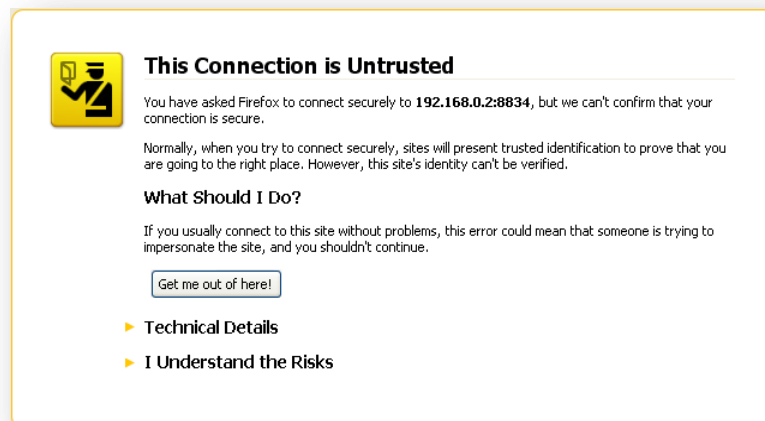 This Connection is Untrusted
You have asked Firefox to connect securely to 192.168.0.2:8834, but we can't confirm that your
connection is secure.
Normally, when you try to connect securely, sites will present trusted identification to prove that you
are going to the right place. However, this site's identity can't be verified.
What Should I Do?
If you usually connect to this site without problems, this error could mean that someone is trying to
impersonate the site, and you shouldn't continue.
Get me out of here!
Technical Details
I Understand the Risks